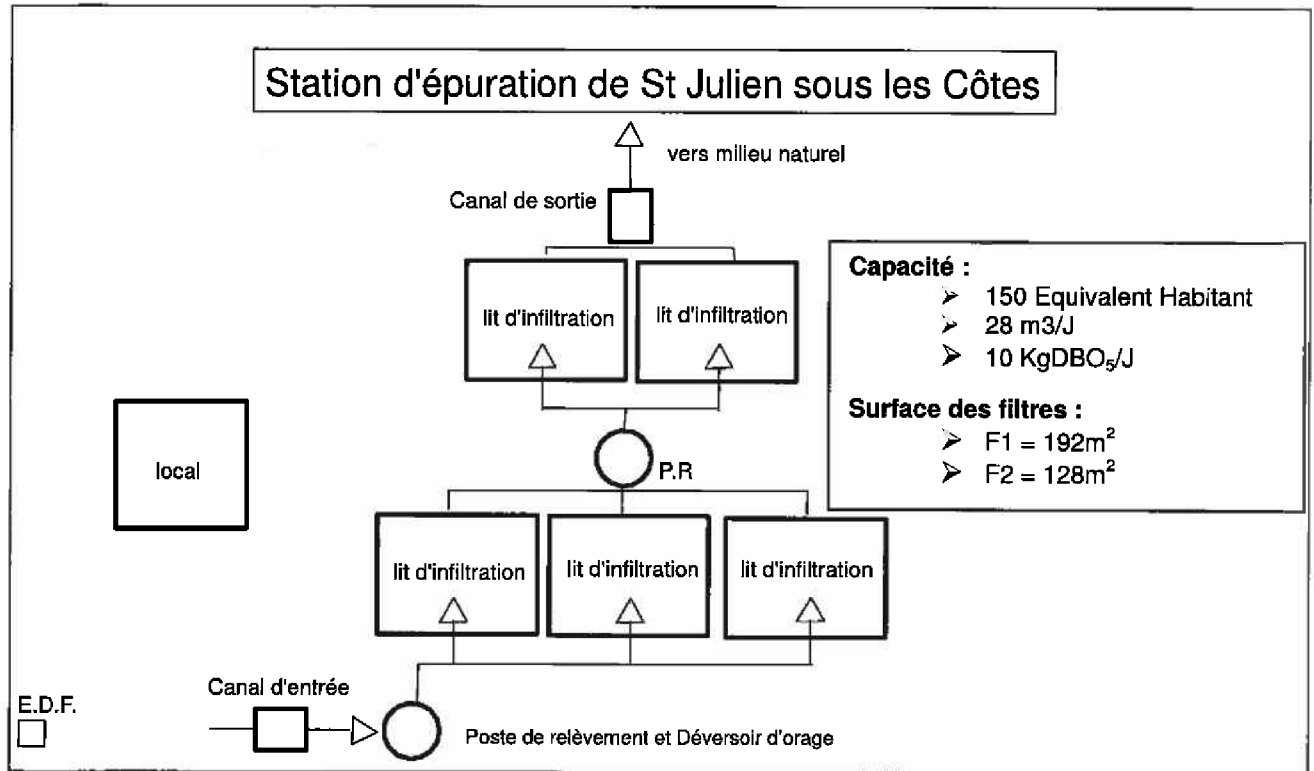 Station d'épuration de St Julien sous les Côtes
vers milieu naturel
Canal de sortie
lit d'infiltration
lit d'infiltration
Capacité :
➢ 150 Equivalent Habitant
➢ 28 m3/J
➢ 10 KgDBO₅/J
Surface des filtres :
➢ F1 = 192m²
➢ F2 = 128m²
local
P.R
lit d'infiltration
lit d'infiltration
lit d'infiltration
Canal d'entrée
E.D.F.
Poste de relèvement et Déversoir d'orage